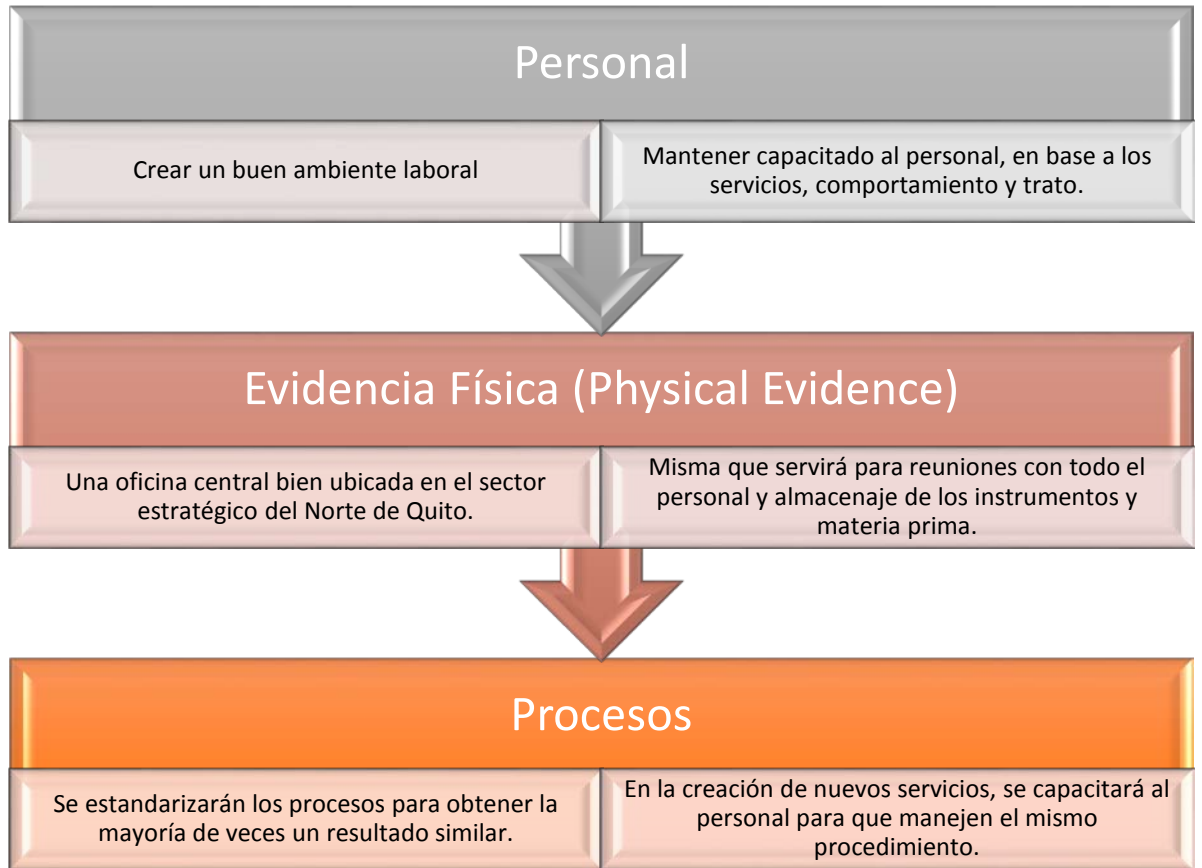 Personal
Crear un buen ambiente laboral
Mantener capacitado al personal, en base a los
servicios, comportamiento y trato.
Evidencia Física (Physical Evidence)
Una oficina central bien ubicada en el sector
estratégico del Norte de Quito.
Misma que servirá para reuniones con todo el
personal y almacenaje de los instrumentos y
materia prima.
Procesos
Se estandarizarán los procesos para obtener la
mayoría de veces un resultado similar.
En la creación de nuevos servicios, se capacitará al
personal para que manejen el mismo
procedimiento.